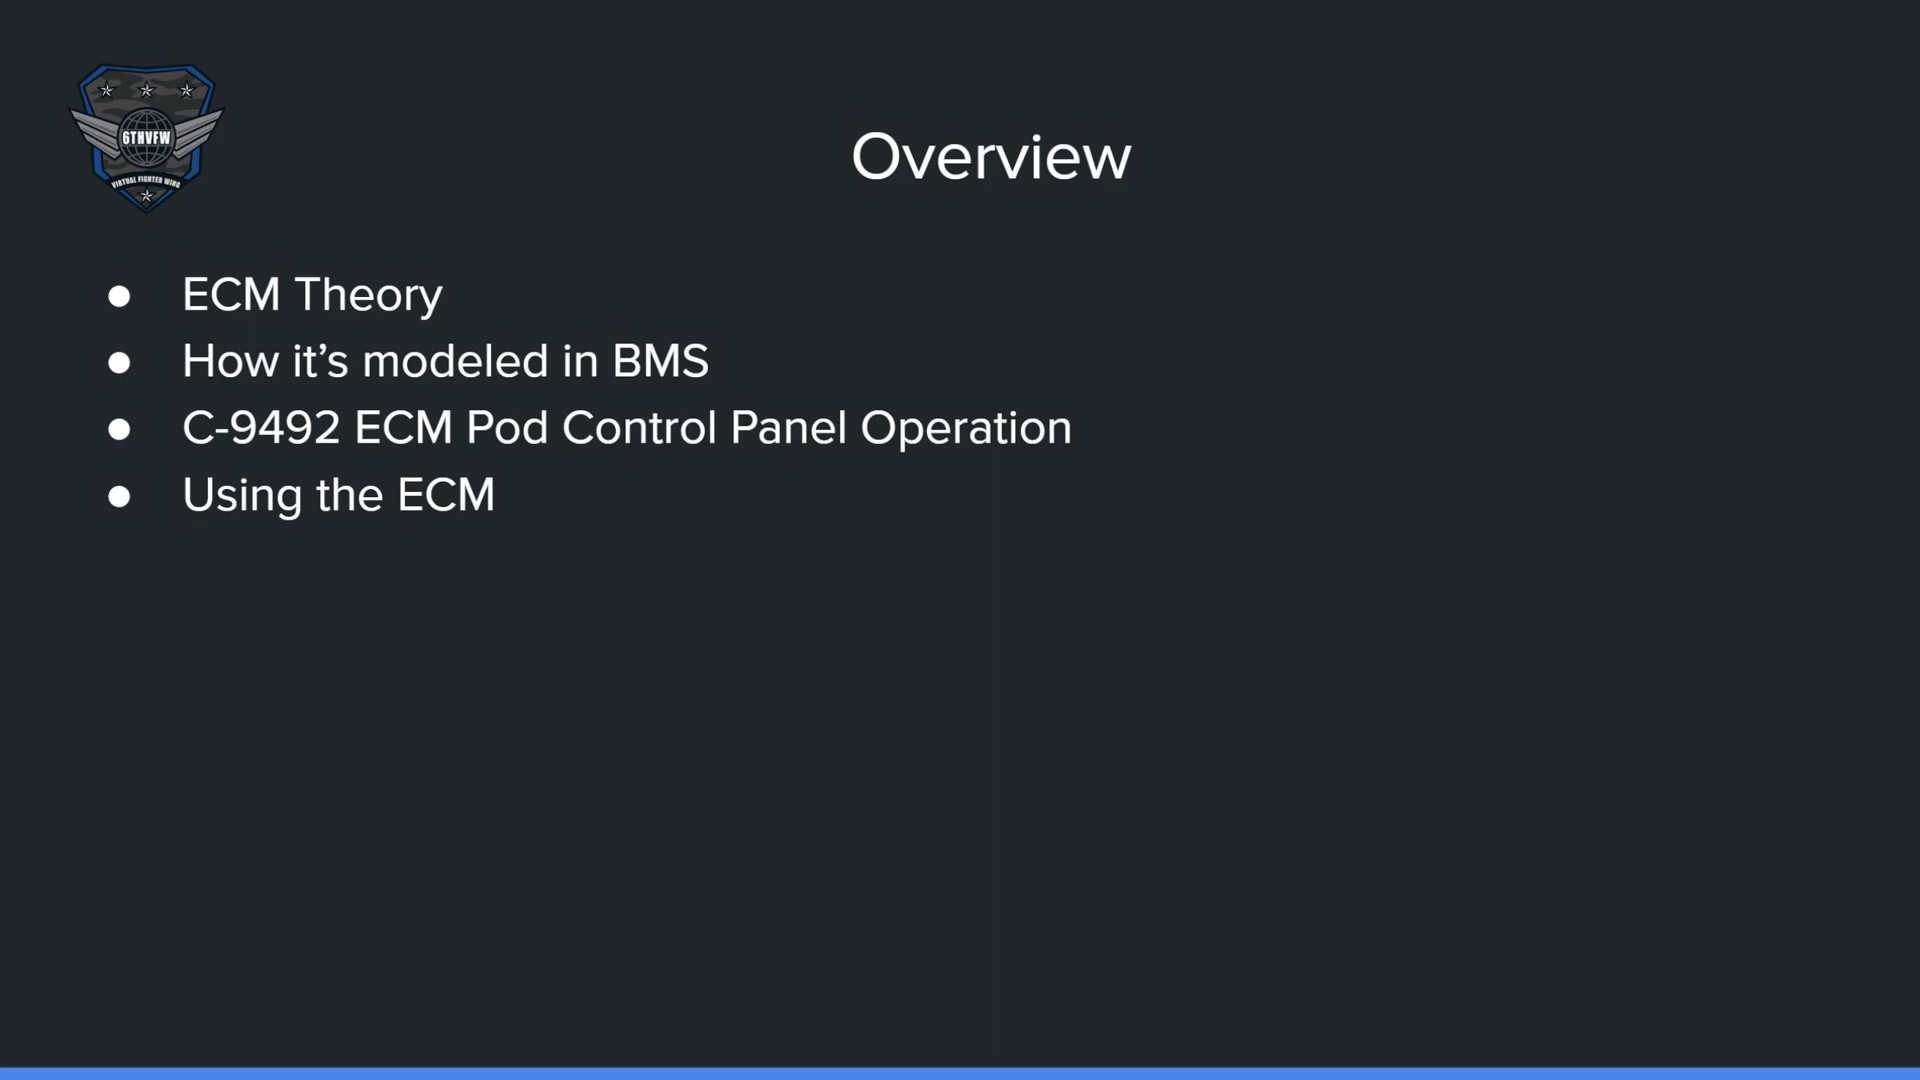 6THVFW
VIRTUAL FIGHTER WING
Overview
● ECM Theory
● How it’s modeled in BMS
● C-9492 ECM Pod Control Panel Operation
● Using the ECM